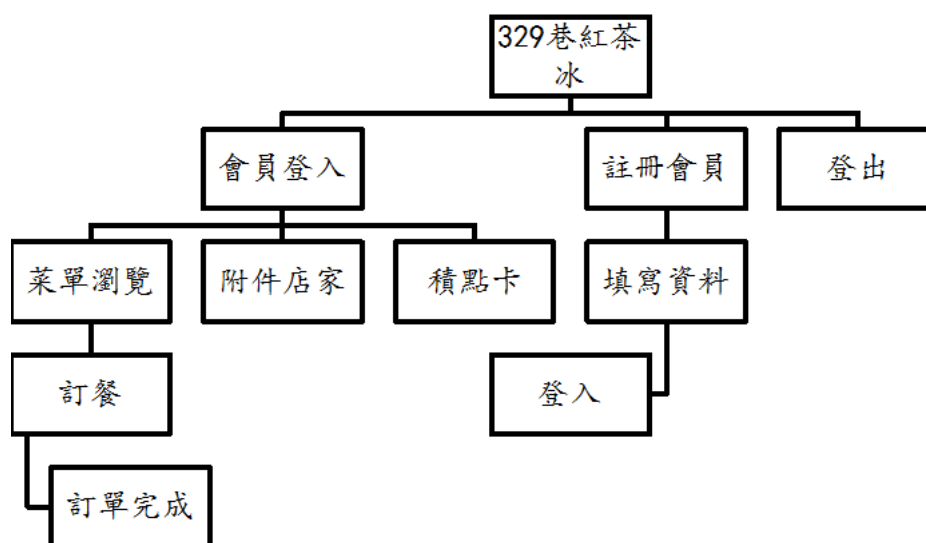 329巷紅茶
冰
會員登入
註冊會員
登出
菜單瀏覽
附件店家
積點卡
填寫資料
訂餐
登入
訂單完成